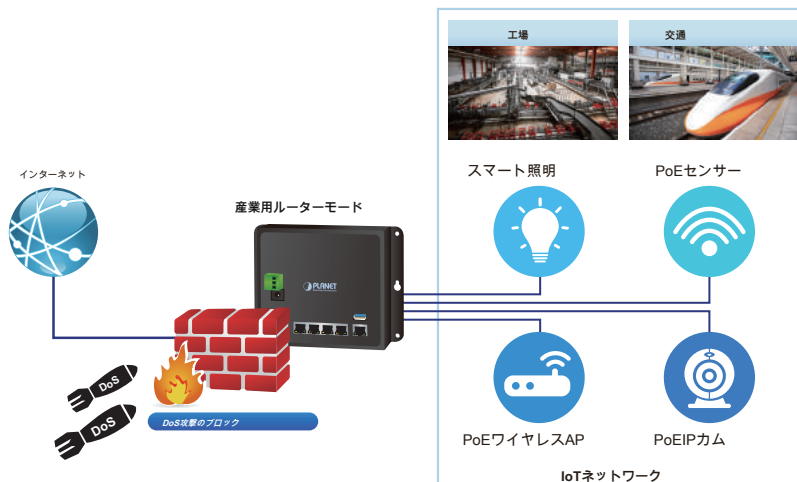 工場
交通
スマート照明
PoEセンサー
インターネット
産業用ルーターモード
PLANET
DoS
DoS
DoS攻撃のブロック
PoEワイヤレスAP
PoEIPカム
IoTネットワーク